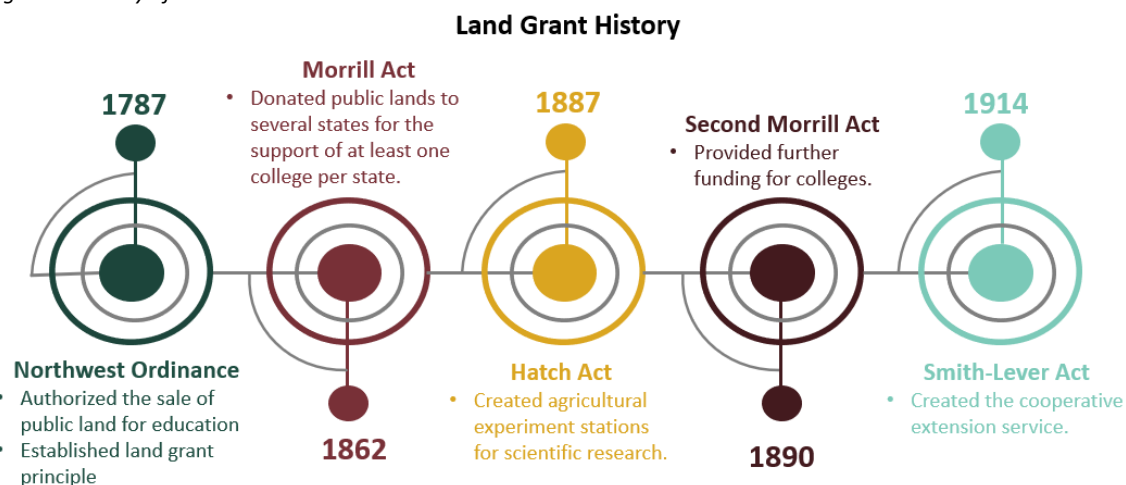 Land Grant History
1787
Northwest Ordinance
• Authorized the sale of
public land for education
• Established land grant
principle
Morrill Act
• Donated public lands to
several states for the
support of at least one
college per state.
1862
1887
Hatch Act
• Created agricultural
experiment stations
for scientific research.
Second Morrill Act
• Provided further
funding for colleges.
1890
1914
Smith-Lever Act
• Created the cooperative
extension service.